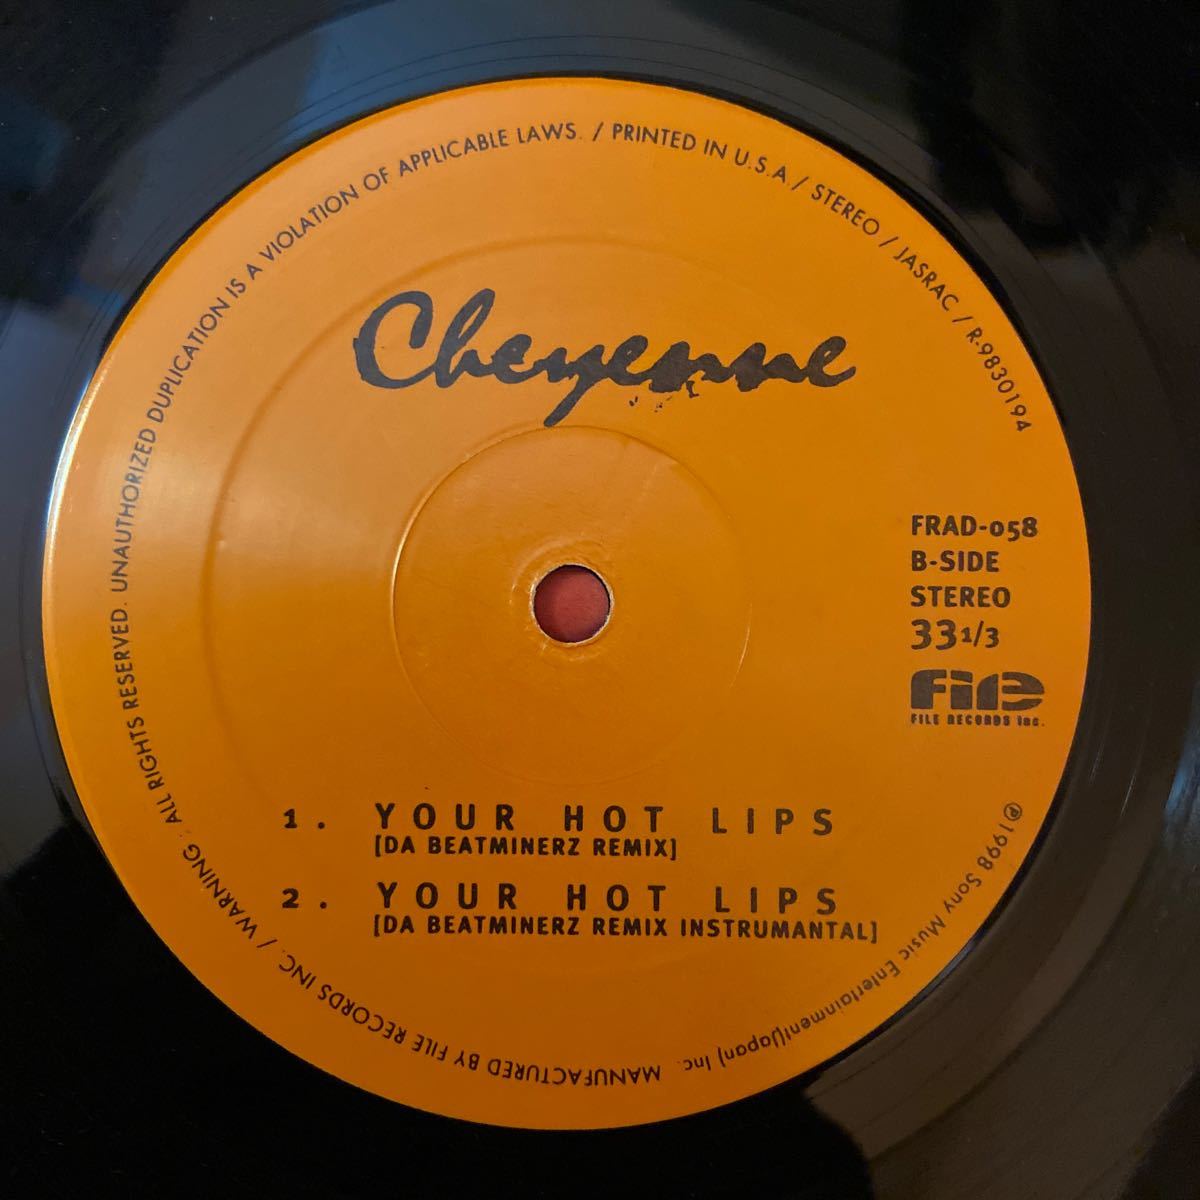 Cheyenne
FRAD-058
B-SIDE
STEREO
33 1/3
File
FILE RECORDS Inc.
1. YOUR HOT LIPS
[DA BEATMINERZ REMIX]
2. YOUR HOT LIPS
[DA BEATMINERZ REMIX INSTRUMANTAL]
℗1998 Sony Music Entertainment(Japan) Inc. MANUFACTURED BY FILE RECORDS INC. / WARNING : ALL RIGHTS RESERVED. UNAUTHORIZED DUPLICATION IS A VIOLATION OF APPLICABLE LAWS. / PRINTED IN U.S.A / STEREO / JASRAC / R-9830194